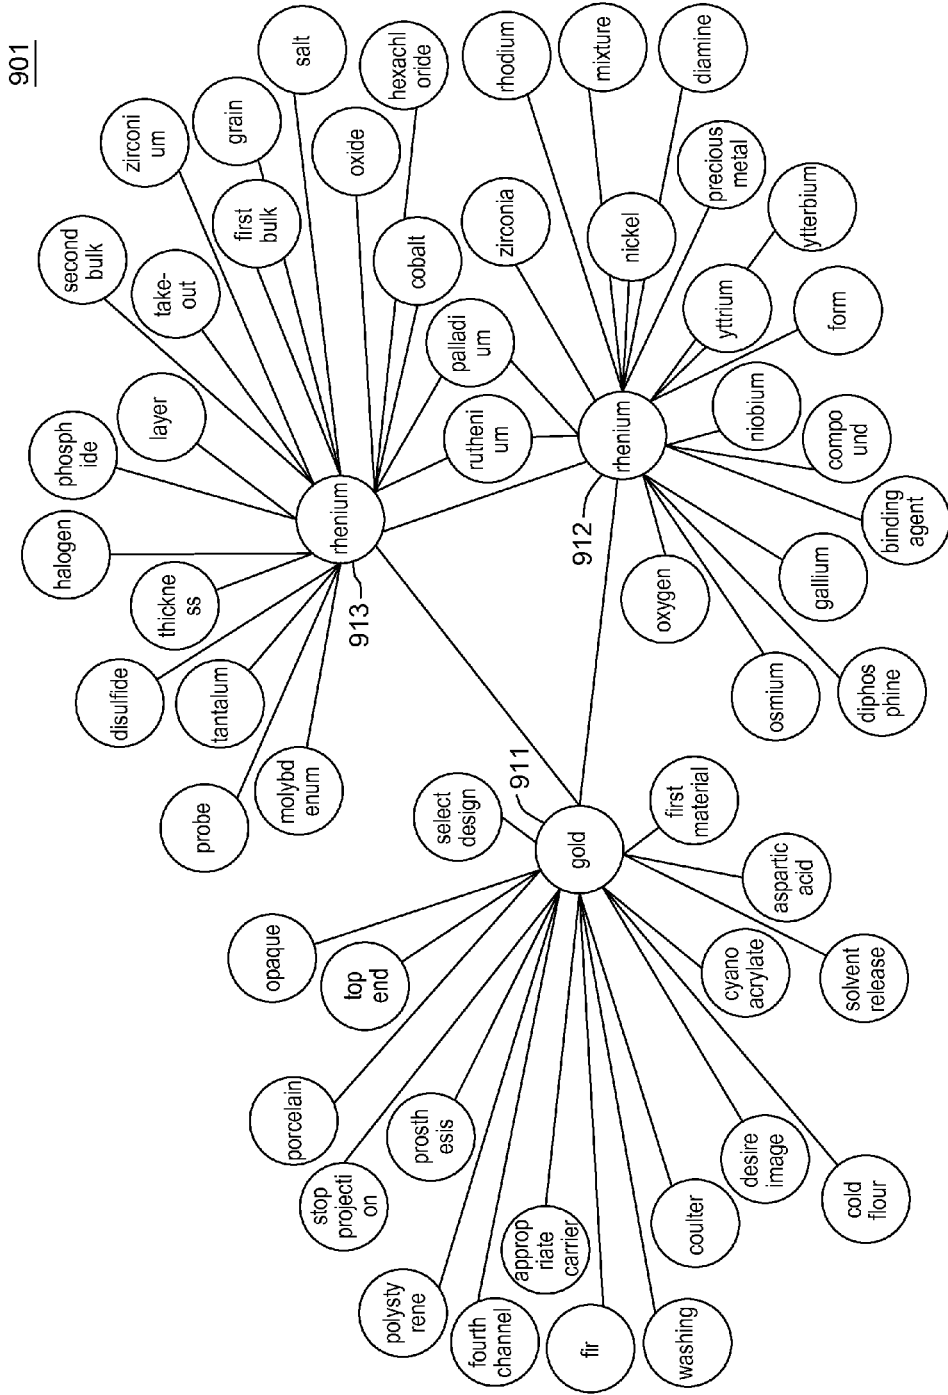 901
halogen
phosph
ide
second
bulk
disulfide
thickne
ss
layer
take-
out
zirconi
um
probe
tantalum
first
bulk
grain
molybd
enum
salt
rhenium
913
oxide
hexachl
oride
cobalt
palladi
um
rutheni
um
zirconia
rhodium
mixture
diamine
nickel
precious
metal
rhenium
912
yttrium
ytterbium
form
niobium
compo
und
binding
agent
oxygen
gallium
osmium
diphos
phine
select
design
911
gold
first
material
aspartic
acid
opaque
top
end
porcelain
stop
projecti
on
prosth
esis
polysty
rene
fourth
channel
approp
riate
carrier
fir
washing
coulter
desire
image
cold
flour
cyano
acrylate
solvent
release